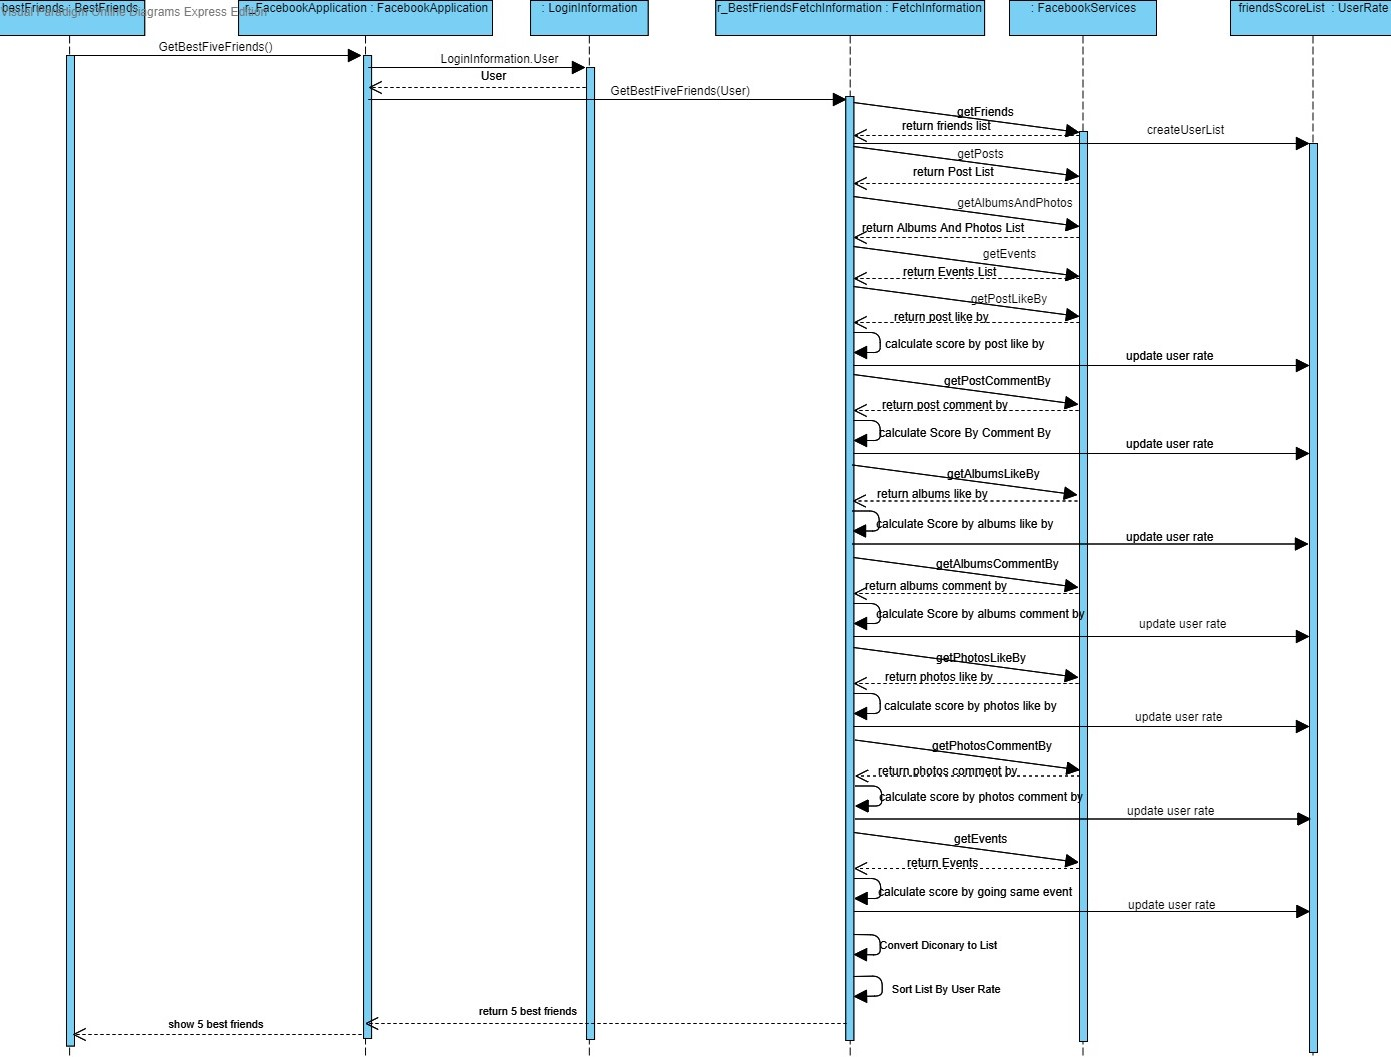 bestFriends : BestFriends
Visual Paradigm Online Diagrams Express Edition
r_FacebookApplication : FacebookApplication
: LoginInformation
r_BestFriendsFetchInformation : FetchInformation
: FacebookServices
friendsScoreList : UserRate
GetBestFiveFriends()
LoginInformation.User
User
GetBestFiveFriends(User)
getFriends
return friends list
createUserList
getPosts
return Post List
getAlbumsAndPhotos
return Albums And Photos List
getEvents
return Events List
getPostLikeBy
return post like by
calculate score by post like by
update user rate
getPostCommentBy
return post comment by
calculate Score By Comment By
update user rate
getAlbumsLikeBy
return albums like by
calculate Score by albums like by
update user rate
getAlbumsCommentBy
return albums comment by
calculate Score by albums comment by
update user rate
getPhotosLikeBy
return photos like by
calculate score by photos like by
update user rate
getPhotosCommentBy
return photos comment by
calculate score by photos comment by
update user rate
getEvents
return Events
calculate score by going same event
update user rate
Convert Diconary to List
Sort List By User Rate
return 5 best friends
show 5 best friends